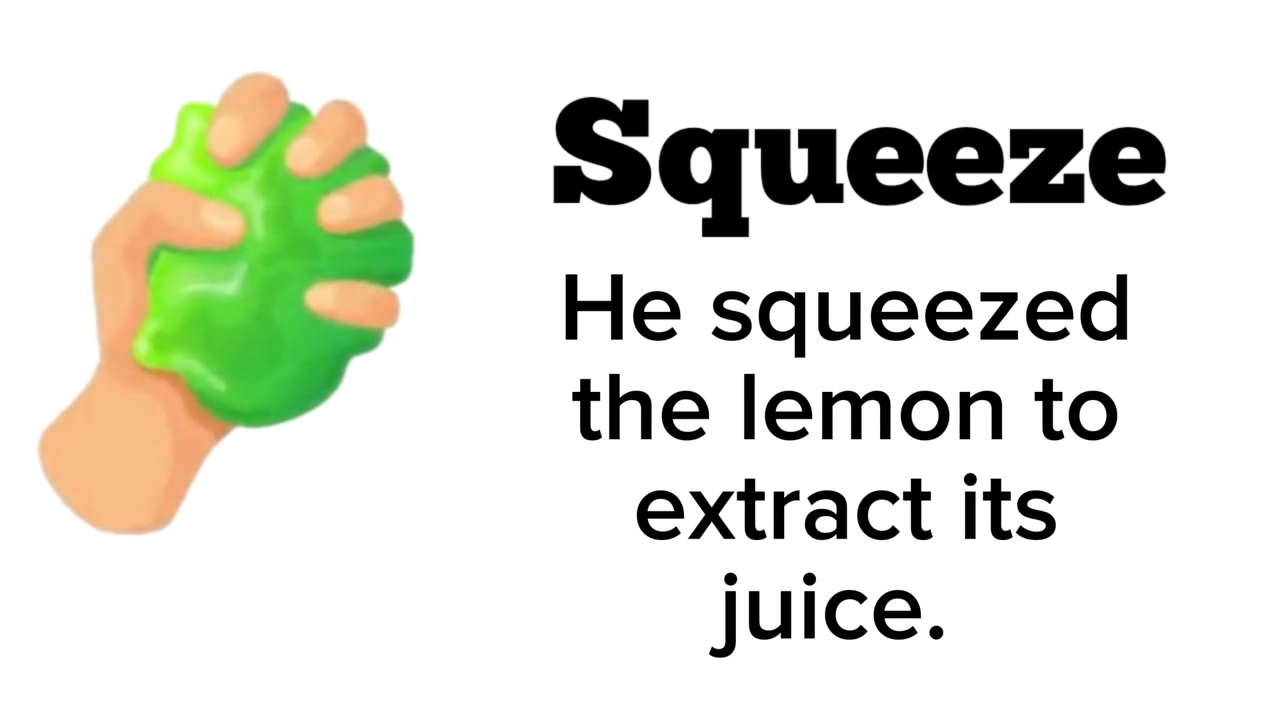 Squeeze
He squeezed
the lemon to
extract its
juice.